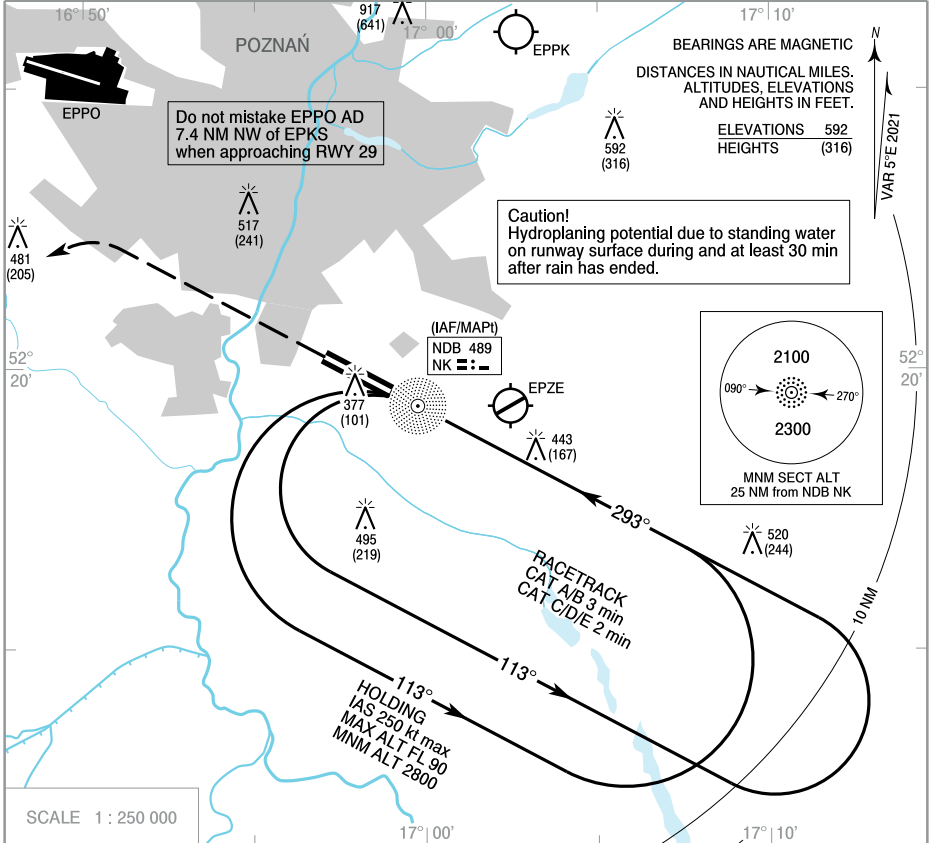 917
(641)
16° 50'
17° 00'
17° 10'
POZNAŃ
EPPK
EPPO
BEARINGS ARE MAGNETIC
DISTANCES IN NAUTICAL MILES.
ALTITUDES, ELEVATIONS
AND HEIGHTS IN FEET.
ELEVATIONS 592
HEIGHTS (316)
N
VAR 5°E 2021
Do not mistake EPPO AD
7.4 NM NW of EPKS
when approaching RWY 29
592
(316)
517
(241)
481
(205)
Caution!
Hydroplaning potential due to standing water
on runway surface during and at least 30 min
after rain has ended.
(IAF/MAPt)
NDB 489
NK
52°
20'
52°
20'
2100
090°
270°
2300
MNM SECT ALT
25 NM from NDB NK
377
(101)
EPZE
443
(167)
293°
495
(219)
520
(244)
RACETRACK
CAT A/B 3 min
CAT C/D/E 2 min
10 NM
113°
113°
HOLDING
IAS 250 kt max
MAX ALT FL 90
MNM ALT 2800
SCALE 1 : 250 000
17° 00'
17° 10'